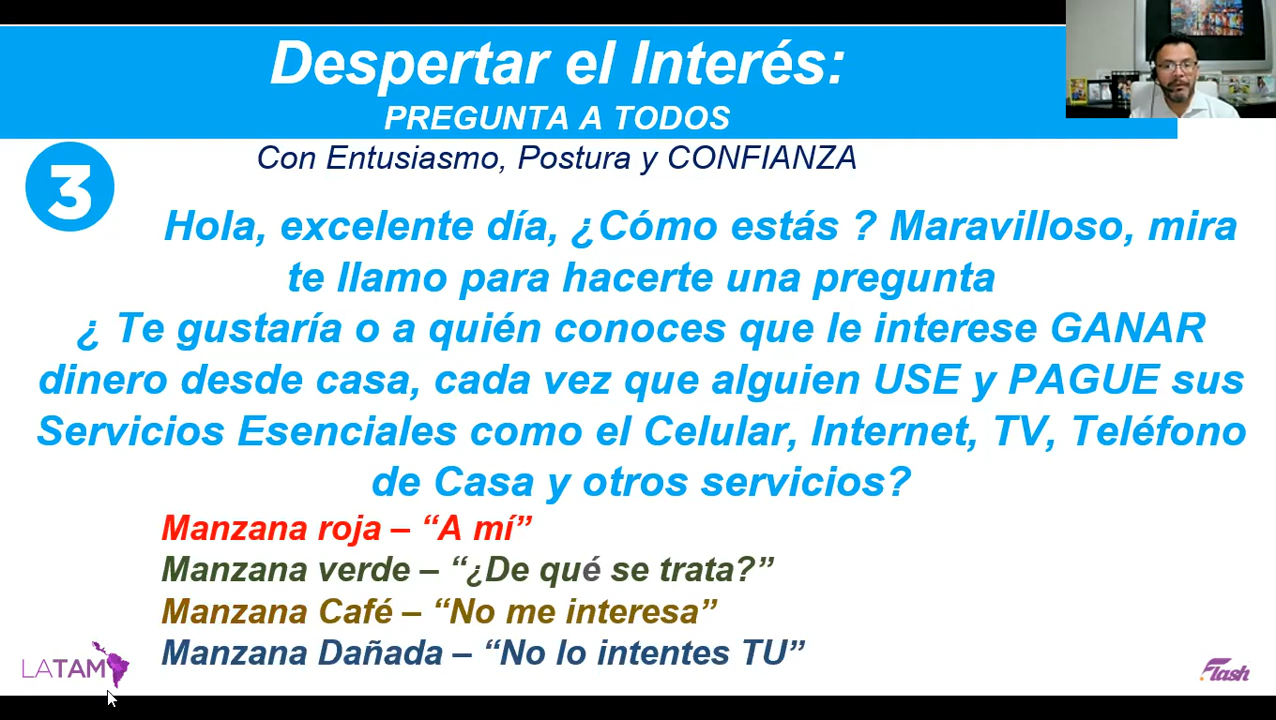 Despertar el Interés:
PREGUNTA A TODOS
Con Entusiasmo, Postura y CONFIANZA
3
Hola, excelente día, ¿Cómo estás ? Maravilloso, mira
te llamo para hacerte una pregunta
¿ Te gustaría o a quién conoces que le interese GANAR
dinero desde casa, cada vez que alguien USE y PAGUE sus
Servicios Esenciales como el Celular, Internet, TV, Teléfono
de Casa y otros servicios?
Manzana roja – “A mí”
Manzana verde – “¿De qué se trata?”
Manzana Café – “No me interesa”
Manzana Dañada – “No lo intentes TU”
LATAM
Flash